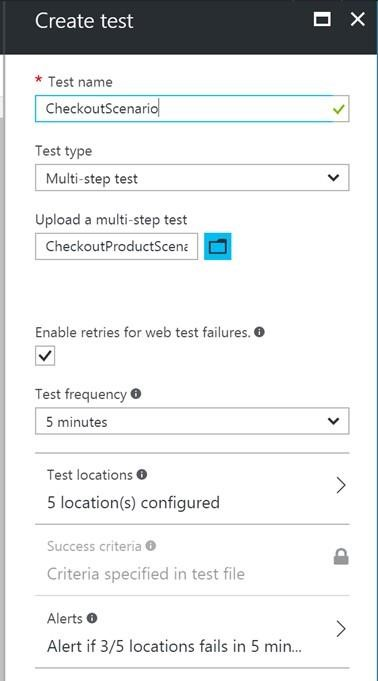 Create test
* Test name
CheckoutScenario
Test type
Multi-step test
Upload a multi-step test
CheckoutProductScena
Enable retries for web test failures.
Test frequency
5 minutes
Test locations
5 location(s) configured
Success criteria
Criteria specified in test file
Alerts
Alert if 3/5 locations fails in 5 min...